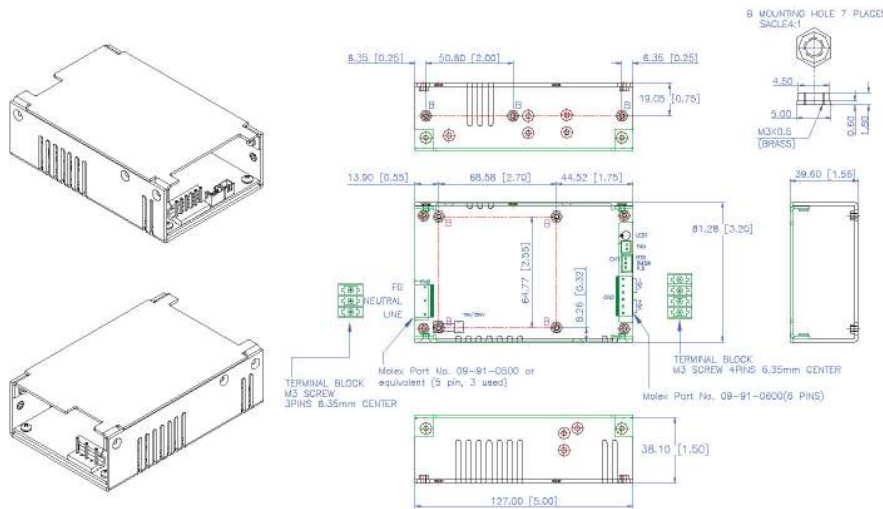 B MOUNTING HOLE 7 PLACES
SACLE4:1
6.35 [0.25]
50.80 [2.00]
6.35 [0.25]
19.05 [0.75]
4.50
5.00
0.60
1.50
M3X0.5
(BRASS)
B
B
B
13.90 [0.55]
68.58 [2.70]
44.52 [1.75]
39.60 [1.56]
B
B
LED1
FAN
CN1
CN2
64.77 [2.55]
8.26 [0.32]
81.28 [3.20]
FG
NEUTRAL
LINE
B
B
TERMINAL BLOCK
M3 SCREW
3PINS 6.35mm CENTER
Molex Part No. 09-91-0500 or
equivalent (5 pin, 3 used)
TERMINAL BLOCK
M3 SCREW 4PINS 6.35mm CENTER
Molex Part No. 09-91-0600(6 PINS)
38.10 [1.50]
127.00 [5.00]